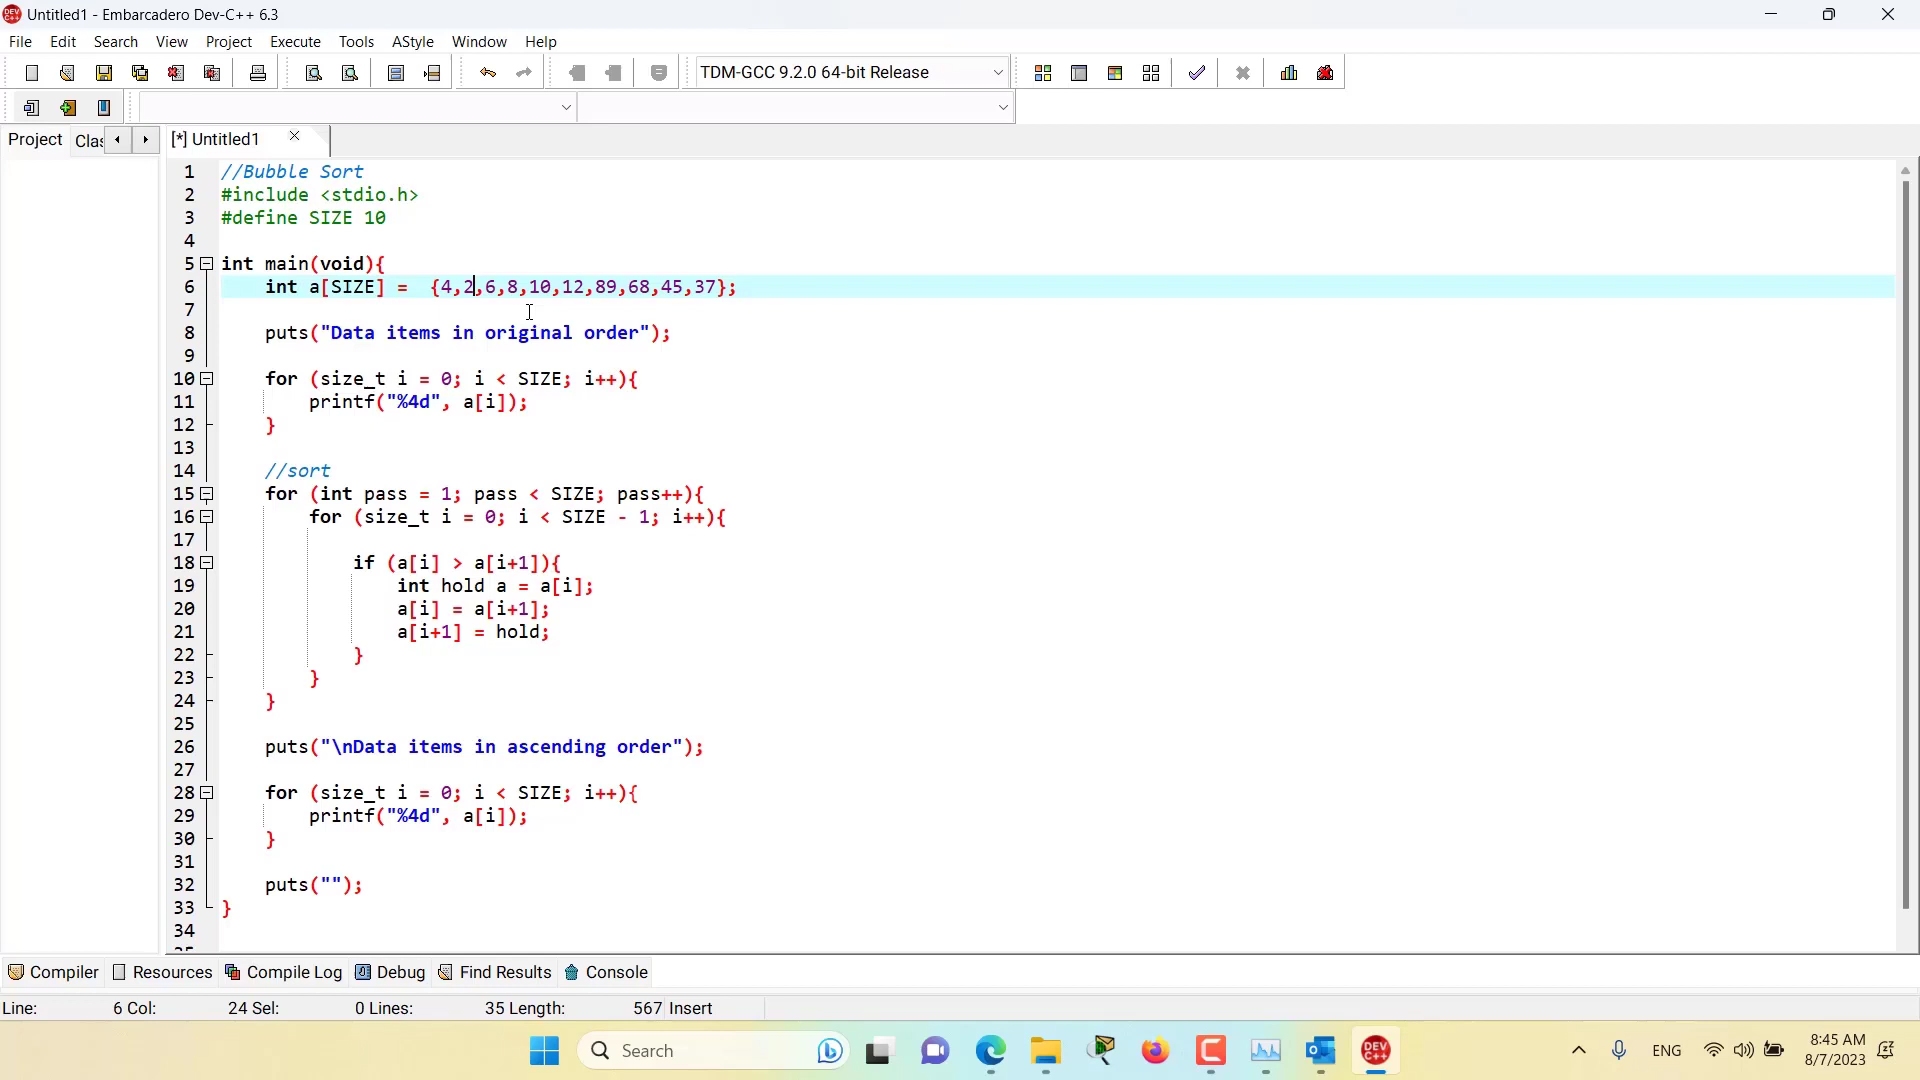 Untitled1 - Embarcadero Dev-C++ 6.3
File Edit Search View Project Execute Tools AStyle Window Help
TDM-GCC 9.2.0 64-bit Release
Project Clas [*] Untitled1
1 //Bubble Sort
2 #include <stdio.h>
3 #define SIZE 10
4
5 int main(void){
6 int a[SIZE] =  {4,2,6,8,10,12,89,68,45,37};
7
8 puts("Data items in original order");
9
10 for (size_t i = 0; i < SIZE; i++){
11 printf("%4d", a[i]);
12 }
13
14 //sort
15 for (int pass = 1; pass < SIZE; pass++){
16 for (size_t i = 0; i < SIZE - 1; i++){
17
18 if (a[i] > a[i+1]){
19 int hold a = a[i];
20 a[i] = a[i+1];
21 a[i+1] = hold;
22 }
23 }
24 }
25
26 puts("\nData items in ascending order");
27
28 for (size_t i = 0; i < SIZE; i++){
29 printf("%4d", a[i]);
30 }
31
32 puts("");
33 }
34
Compiler Resources Compile Log Debug Find Results Console
Line: 6 Col: 24 Sel: 0 Lines: 35 Length: 567 Insert
Search DEV C++ ENG 8:45 AM
8/7/2023